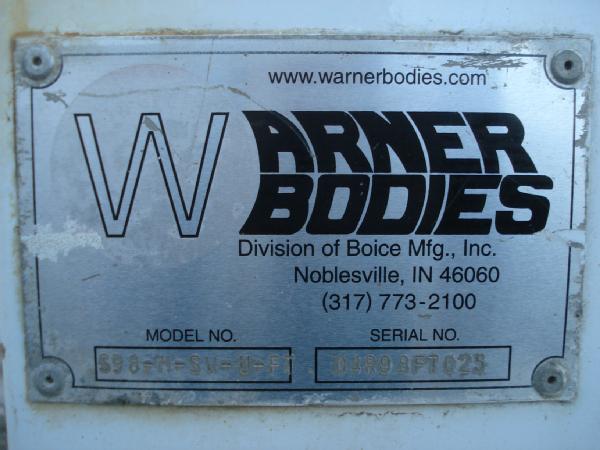 www.warnerbodies.com
WARNER
BODIES
Division of Boice Mfg., Inc.
Noblesville, IN 46060
(317) 773-2100
MODEL NO. SERIAL NO.